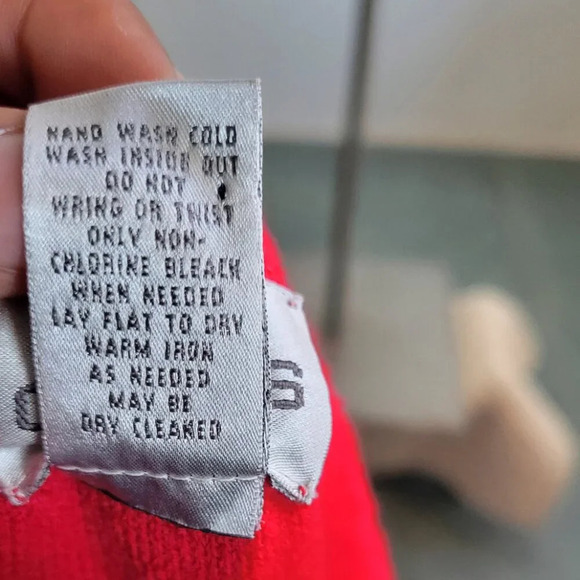 HAND WASH COLD
WASH INSIDE OUT
DO NOT
WRING OR TWIST
ONLY NON-
CHLORINE BLEACH
WHEN NEEDED
LAY FLAT TO DRY
WARM IRON
AS NEEDED
MAY BE
DRY CLEANED